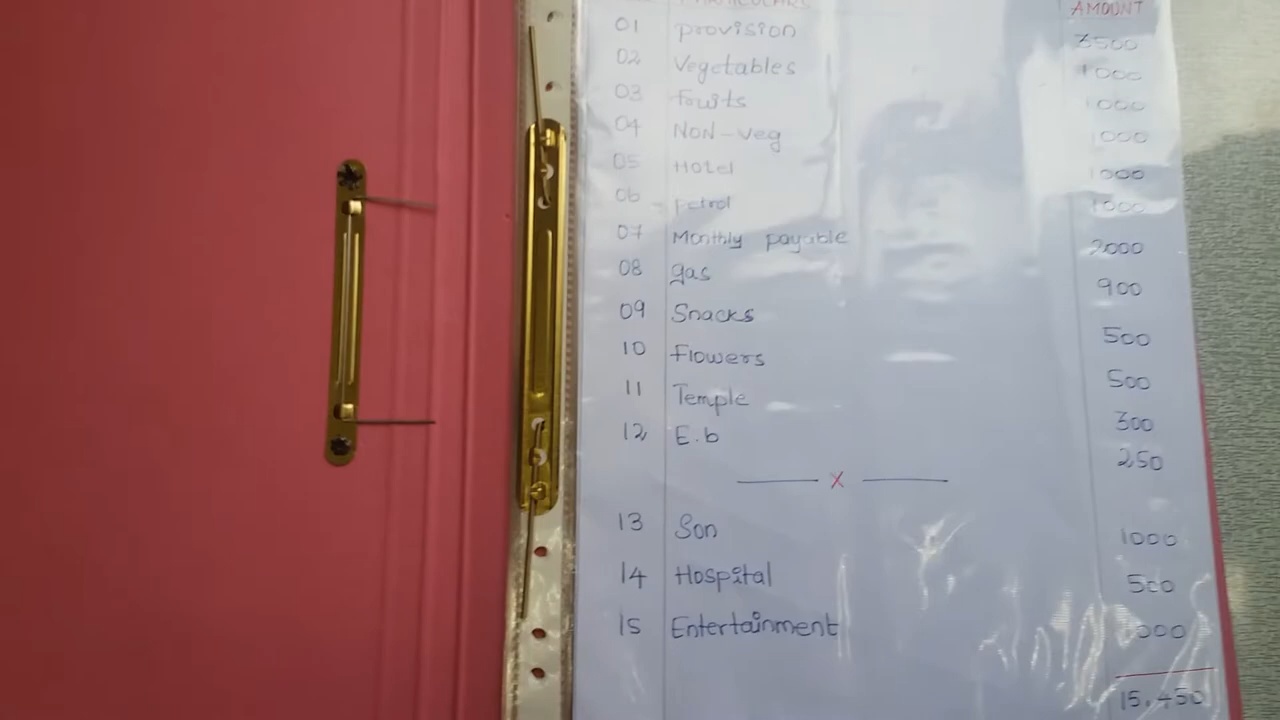 PARTICULARS AMOUNT
01 provision 3500
02 Vegetables 1000
03 fruits 1000
04 Non-veg 1000
05 Hotel 1000
06 petrol 1000
07 Monthly payable 2000
08 gas 900
09 Snacks 500
10 Flowers 500
11 Temple 300
12 E.b 250
x
13 Son 1000
14 Hospital 500
15 Entertainment 1000
15,450